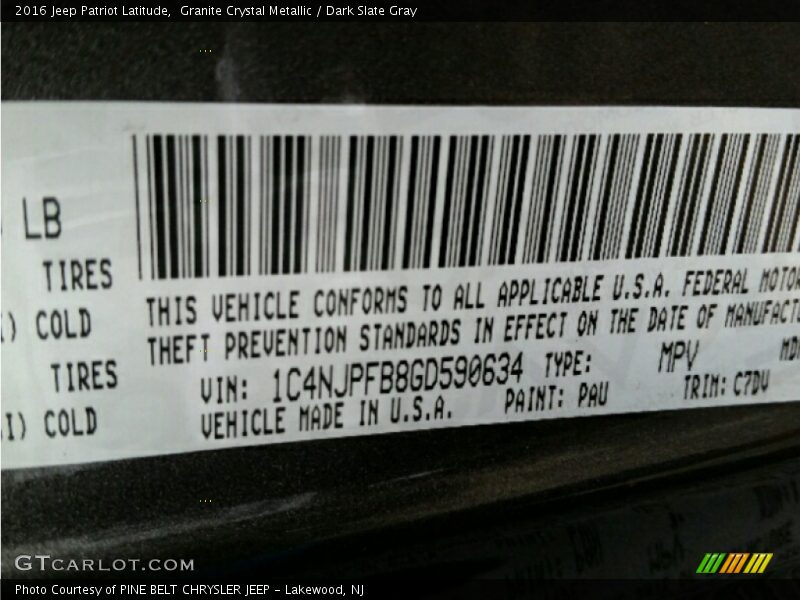 2016 Jeep Patriot Latitude,  Granite Crystal Metallic / Dark Slate Gray
LB
TIRES
COLD
TIRES
COLD
THIS VEHICLE CONFORMS TO ALL APPLICABLE U.S.A. FEDERAL MOTOR
THEFT PREVENTION STANDARDS IN EFFECT ON THE DATE OF MANUFACTU
VIN: 1C4NJPFB8GD590634 TYPE: MPV
VEHICLE MADE IN U.S.A. PAINT: PAU TRIM: C7DV
GTCARLOT.COM
Photo Courtesy of PINE BELT CHRYSLER JEEP - Lakewood, NJ